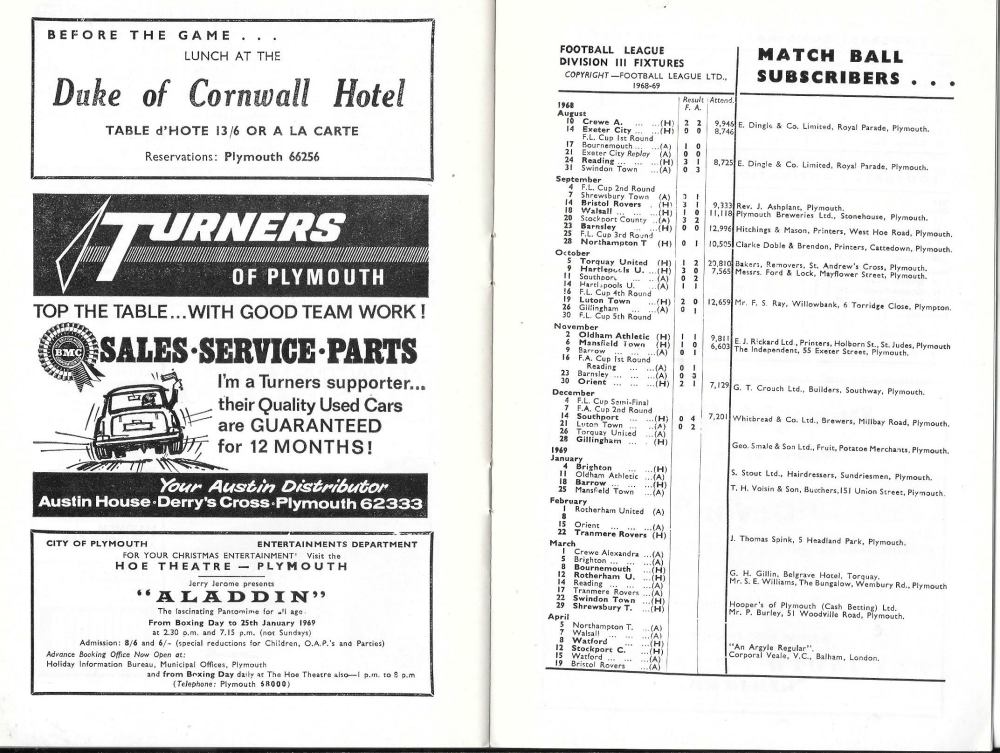 BEFORE THE GAME . . .
LUNCH AT THE
Duke of Cornwall Hotel
TABLE d'HOTE 13/6 OR A LA CARTE
Reservations: Plymouth 66256
TURNERS
OF PLYMOUTH
TOP THE TABLE...WITH GOOD TEAM WORK!
BMC
SALES·SERVICE·PARTS
I'm a Turners supporter...
their Quality Used Cars
are GUARANTEED
for 12 MONTHS!
Your Austin Distributor
Austin House·Derry's Cross·Plymouth 62333
CITY OF PLYMOUTH ENTERTAINMENTS DEPARTMENT
FOR YOUR CHRISTMAS ENTERTAINMENT' Visit the
HOE THEATRE — PLYMOUTH
Jerry Jerome presents
"ALADDIN"
The fascinating Pantomime for all age
From Boxing Day to 25th January 1969
at 2.30 p.m. and 7.15 p.m. (not Sundays)
Admission: 8/6 and 6/- (special reductions for Children, O.A.P.'s and Parties)
Advance Booking Office Now Open at:
Holiday Information Bureau, Municipal Offices, Plymouth
and from Boxing Day daily at The Hoe Theatre also—1 p.m. to 8 p.m
(Telephone: Plymouth 68000)
FOOTBALL LEAGUE
DIVISION III FIXTURES
COPYRIGHT—FOOTBALL LEAGUE LTD.,
1968-69
MATCH BALL
SUBSCRIBERS . . .
Result Attend.
F. A.
1968
August
10 Crewe A. ... ...(H) 2 2 9,946 E. Dingle & Co. Limited, Royal Parade, Plymouth.
14 Exeter City ... ...(H) 0 0 8,746
F.L. Cup 1st Round
17 Bournemouth ... ...(A) 1 0
21 Exeter City Replay (A) 0 0
24 Reading ... ... ...(H) 3 1 8,725 E. Dingle & Co. Limited, Royal Parade, Plymouth.
31 Swindon Town ...(A) 0 3
September
4 F.L. Cup 2nd Round
7 Shrewsbury Town (A) 3 1
14 Bristol Rovers . (H) 3 1 9,333 Rev. J. Ashplant, Plymouth.
18 Walsall ... ... ...(H) 1 0 11,118 Plymouth Breweries Ltd., Stonehouse, Plymouth.
20 Stockport County ..(A) 3 2
23 Barnsley ... ...(H) 0 0 12,996 Hitchings & Mason, Printers, West Hoe Road, Plymouth.
25 F.L. Cup 3rd Round
28 Northampton T (H) 0 1 10,505 Clarke Doble & Brendon, Printers, Cattedown, Plymouth.
October
5 Torquay United (H) 1 2 20,810 Bakers, Removers, St. Andrew's Cross, Plymouth.
9 Hartlepools U. ...(H) 3 0 7,565 Messrs. Ford & Lock, Mayflower Street, Plymouth.
11 Southport ... ...(A) 0 2
14 Hartlepools U. ...(A) 1 1
16 F.L. Cup 4th Round
19 Luton Town ...(H) 2 0 12,659 Mr. F. S. Ray, Willowbank, 6 Torridge Close, Plympton.
26 Gillingham ... ...(A) 0 1
30 F.L. Cup 5th Round
November
2 Oldham Athletic (H) 1 1 9,811 E. J. Rickard Ltd., Printers, Holborn St., St. Judes, Plymouth
6 Mansfield Town (H) 1 0 6,603 The Independent, 55 Exeter Street, Plymouth.
9 Barrow ... ... ...(A) 0 1
16 F.A. Cup 1st Round
Reading ... ...(A) 0 1
23 Barnsley ... ...(A) 0 3
30 Orient ... ... ...(H) 2 1 7,129 G. T. Crouch Ltd., Builders, Southway, Plymouth.
December
4 F.L. Cup Semi-Final
7 F.A. Cup 2nd Round
14 Southport ... ...(H) 0 4 7,201 Whitbread & Co. Ltd., Brewers, Millbay Road, Plymouth.
21 Luton Town ... ...(A) 0 2
26 Torquay United ...(A)
28 Gillingham ... ...(H) Geo. Smale & Son Ltd., Fruit, Potatoe Merchants, Plymouth.
1969
January
4 Brighton ... ...(H) S. Stout Ltd., Hairdressers, Sundriesmen, Plymouth.
11 Oldham Athletic ...(A)
18 Barrow ... ... ...(H) T. H. Voisin & Son, Butchers, 151 Union Street, Plymouth.
25 Mansfield Town ...(A)
February
1 Rotherham United (A)
8
15 Orient ... ... ...(A)
22 Tranmere Rovers (H) J. Thomas Spink, 5 Headland Park, Plymouth.
March
1 Crewe Alexandra ...(A)
5 Brighton ... ... ...(A)
8 Bournemouth ...(H) G. H. Gillin, Belgrave Hotel, Torquay.
12 Rotherham U. ...(H) Mr. S. E. Williams, The Bungalow, Wembury Rd., Plymouth
14 Reading ... ... ...(A)
17 Tranmere Rovers ...(A)
22 Swindon Town ...(H) Hooper's of Plymouth (Cash Betting) Ltd.
29 Shrewsbury T. ...(H) Mr. P. Burley, 51 Woodville Road, Plymouth.
April
5 Northampton T. ...(A)
7 Walsall ... ... ...(A)
8 Watford ... ... ...(H) "An Argyle Regular".
12 Stockport C. ...(H) Corporal Veale, V.C., Balham, London.
15 Watford ... ... ...(A)
19 Bristol Rovers ...(A)